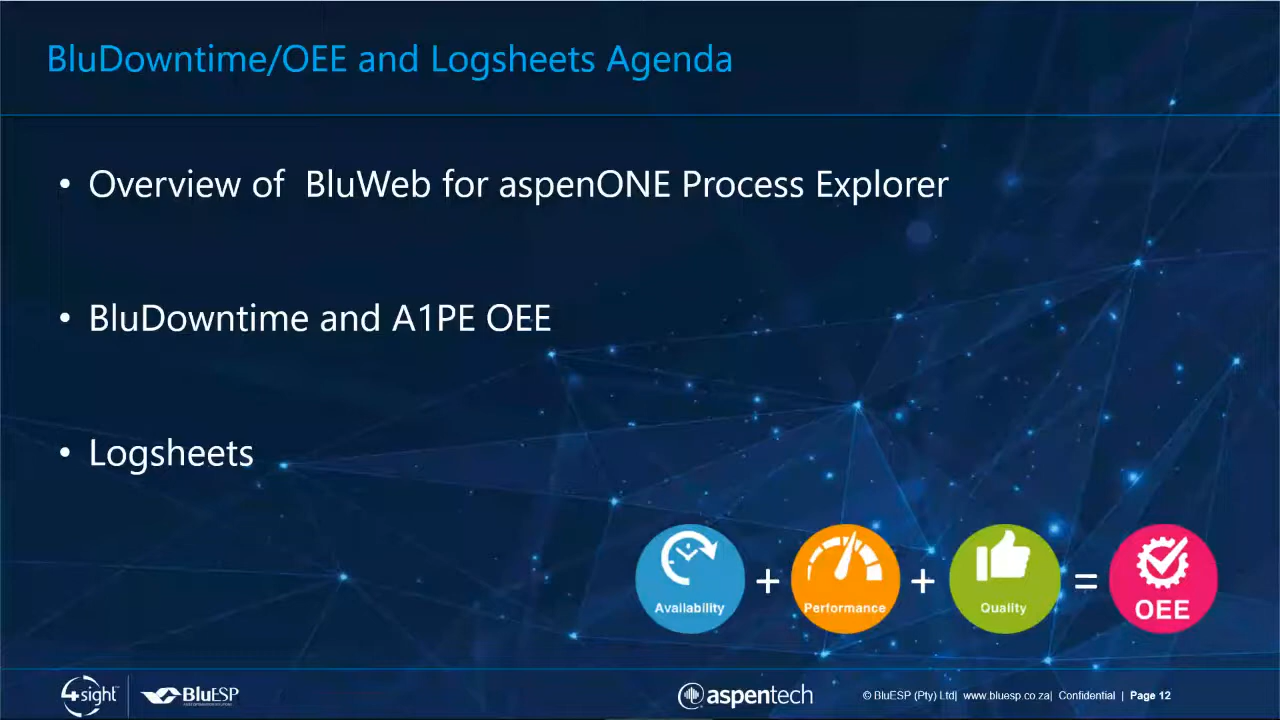 BluDowntime/OEE and Logsheets Agenda
• Overview of  BluWeb for aspenONE Process Explorer
• BluDowntime and A1PE OEE
• Logsheets
Availability + Performance + Quality = OEE
4sight BluESP aspentech © BluESP (Pty) Ltd| www.bluesp.co.za| Confidential | Page 12